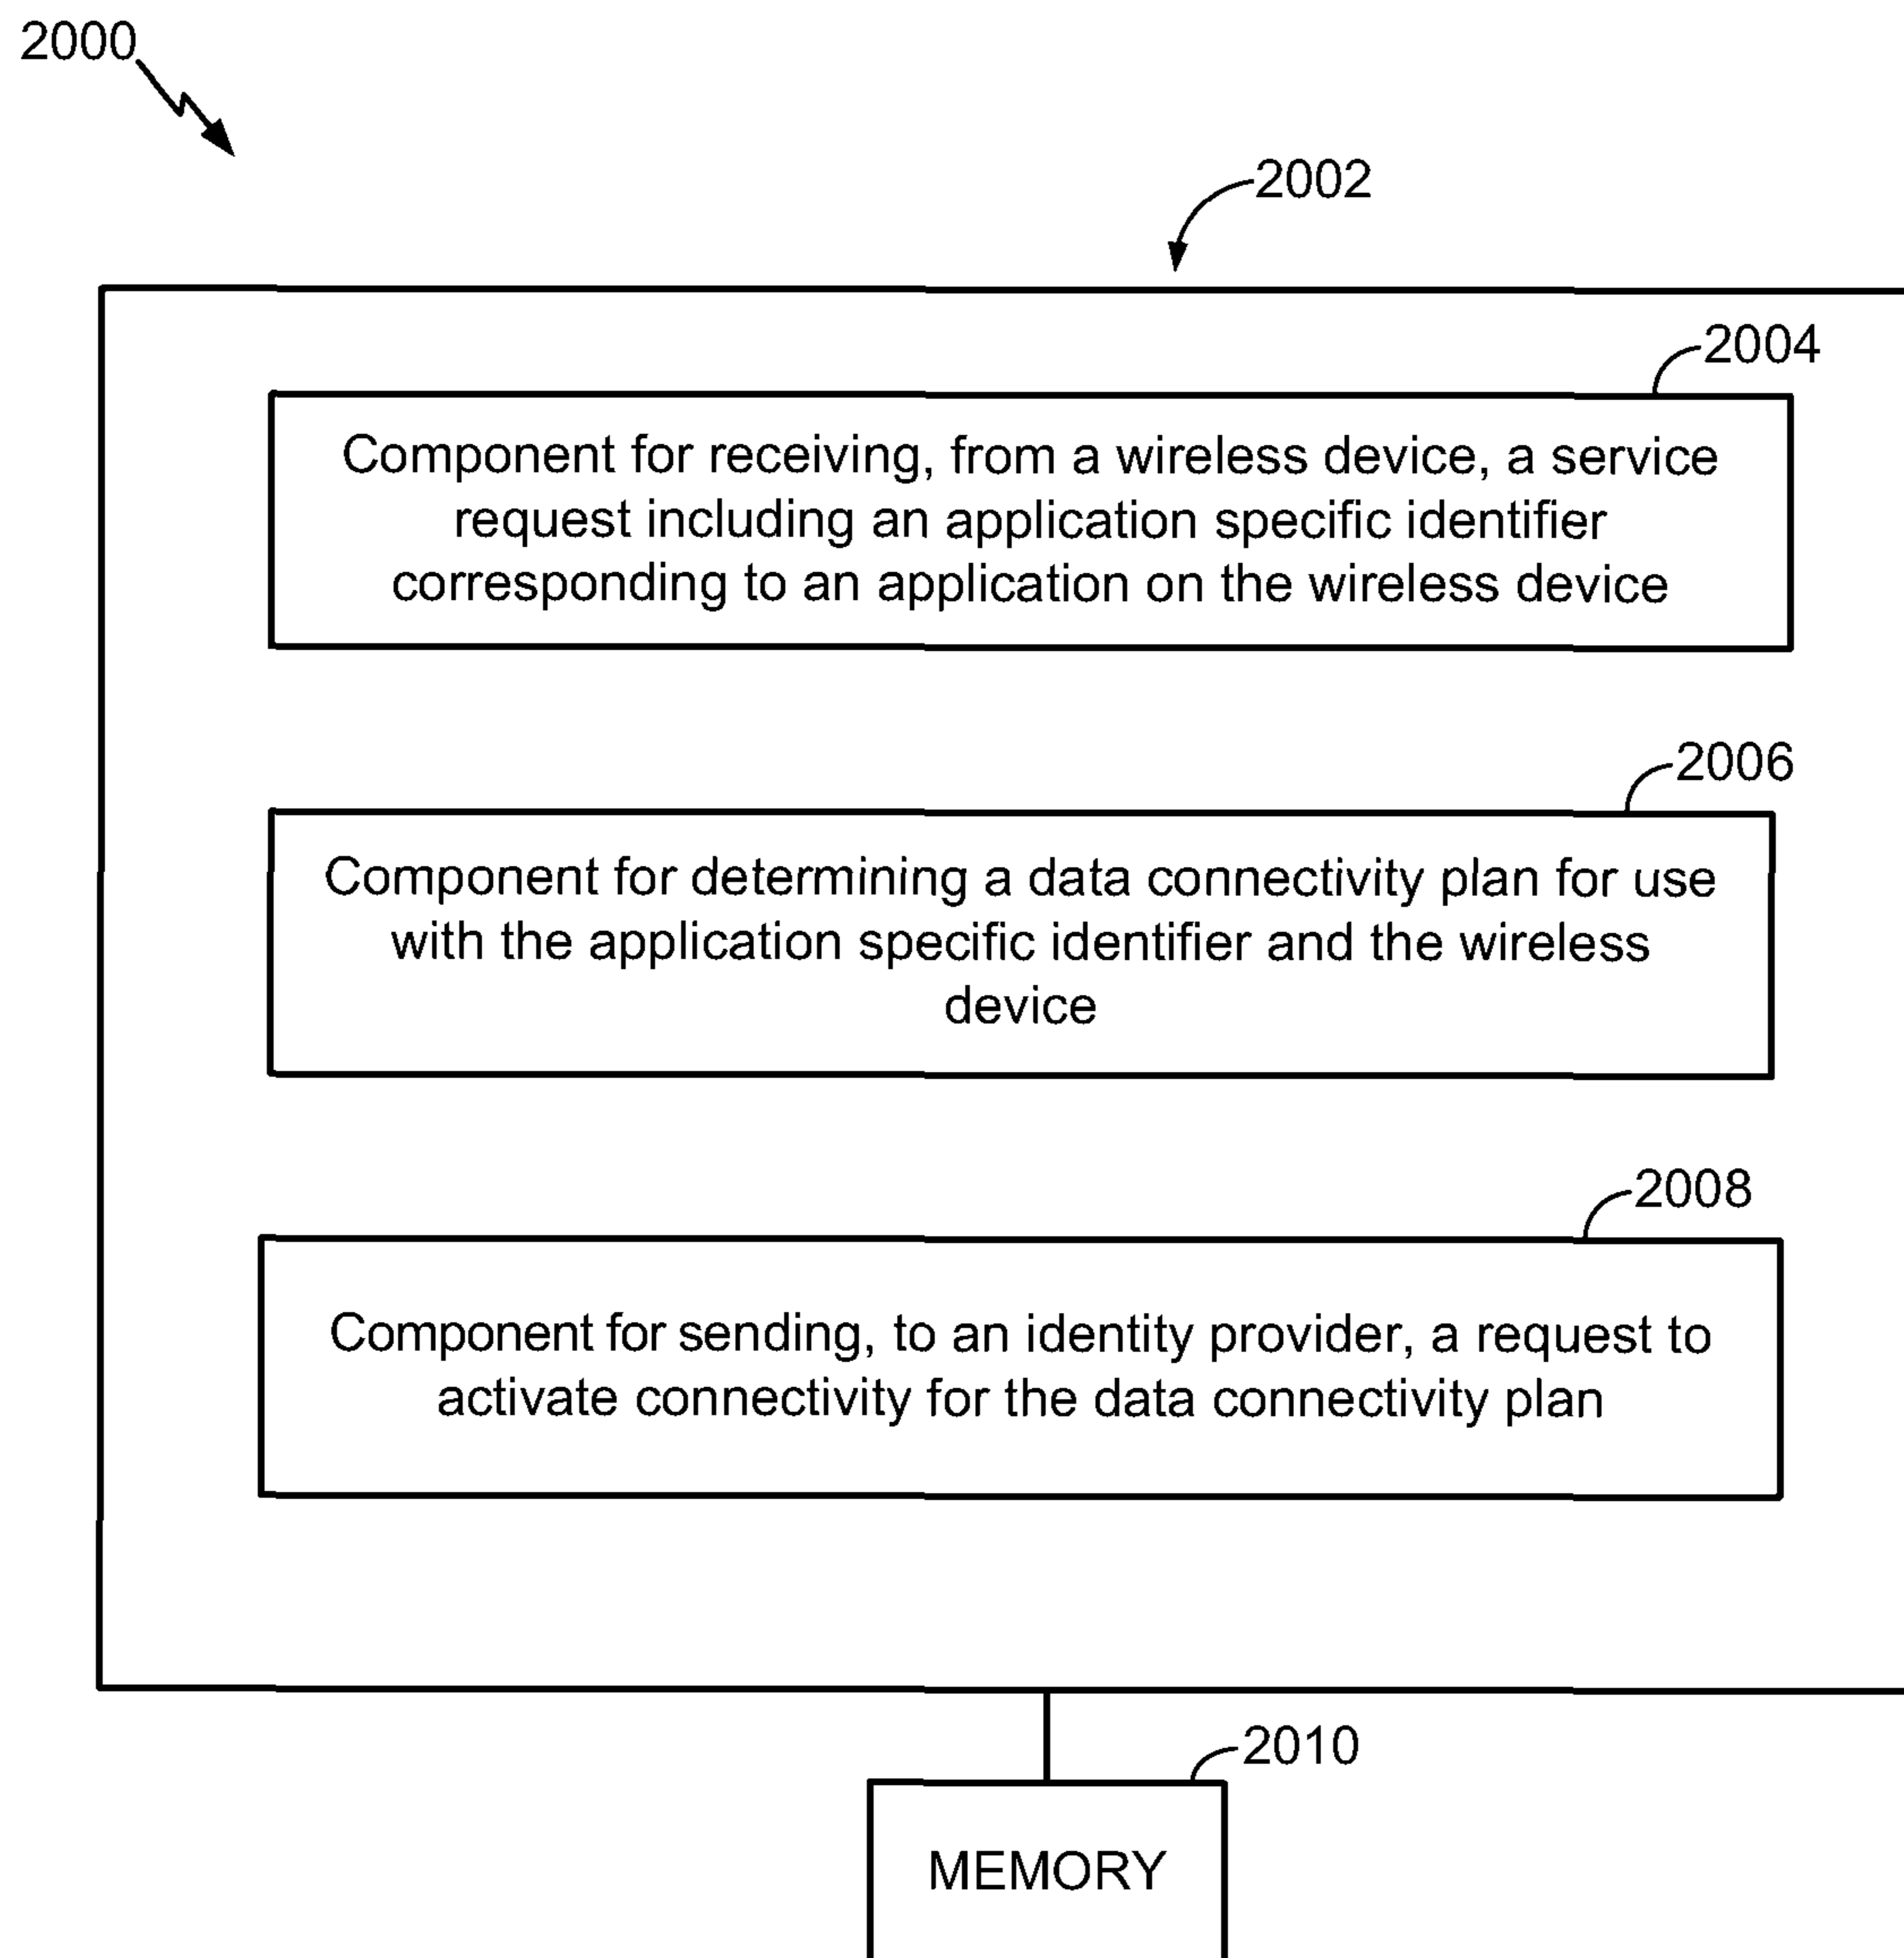 2000
2002
2004
Component for receiving, from a wireless device, a service
request including an application specific identifier
corresponding to an application on the wireless device
2006
Component for determining a data connectivity plan for use
with the application specific identifier and the wireless
device
2008
Component for sending, to an identity provider, a request to
activate connectivity for the data connectivity plan
2010
MEMORY